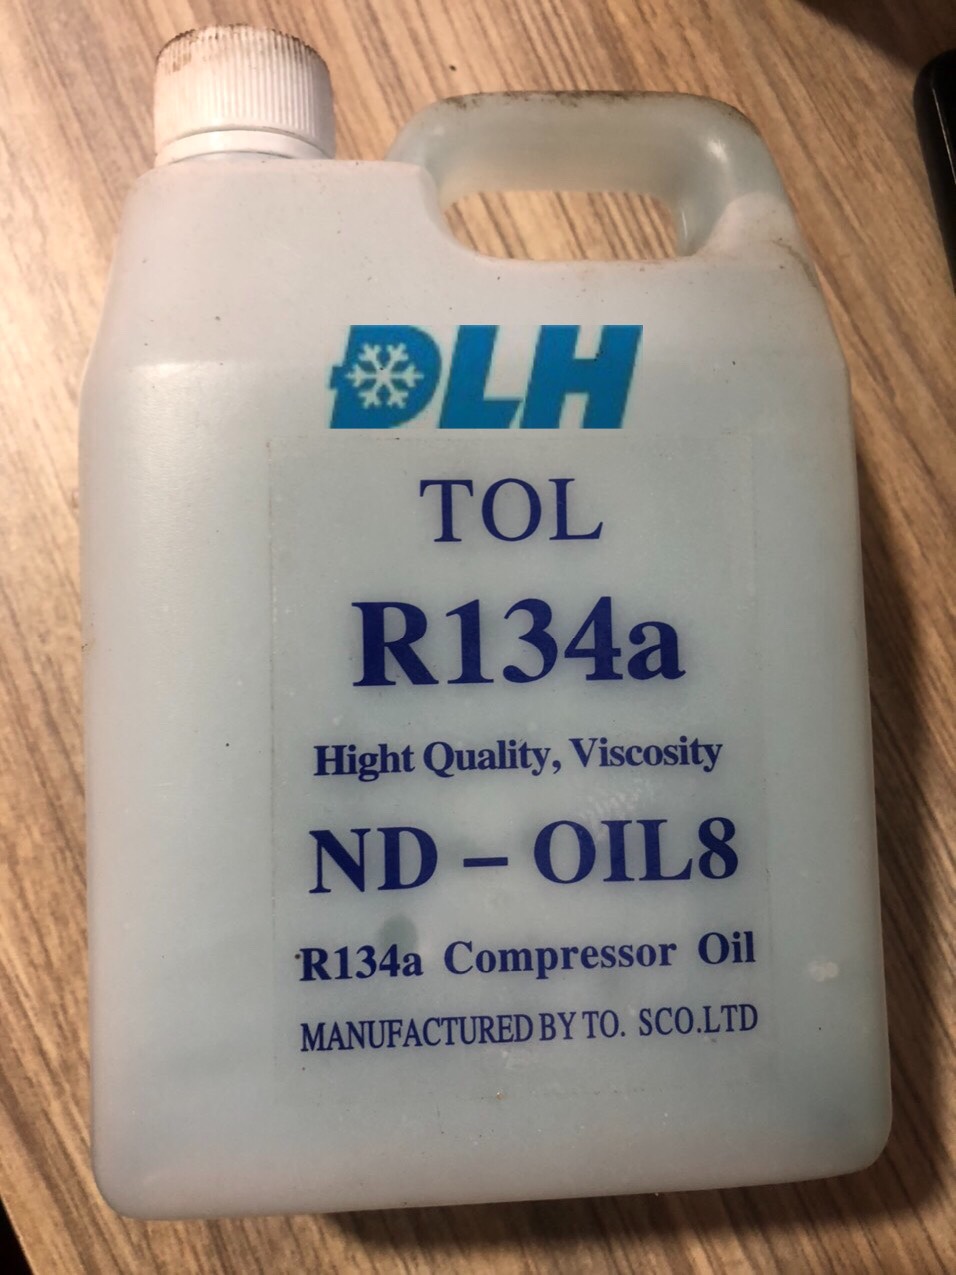 DLH
TOL
R134a
Hight Quality, Viscosity
ND – OIL8
R134a Compressor Oil
MANUFACTURED BY TO. SCO.LTD